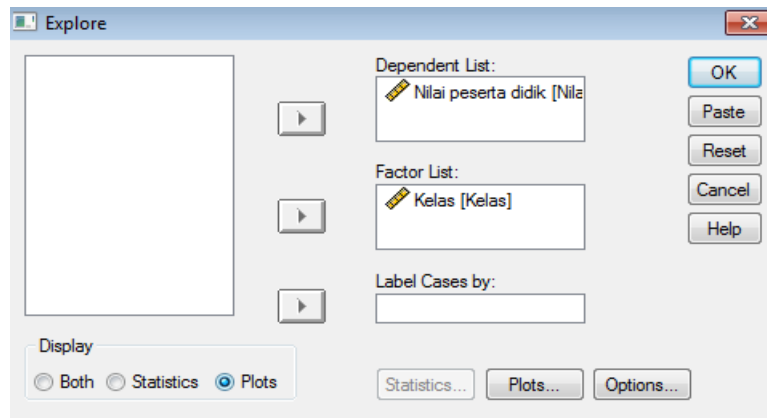 Explore
Dependent List:
Nilai peserta didik [Nila
Factor List:
Kelas [Kelas]
Label Cases by:
OK
Paste
Reset
Cancel
Help
Display
Both Statistics Plots
Statistics... Plots... Options...